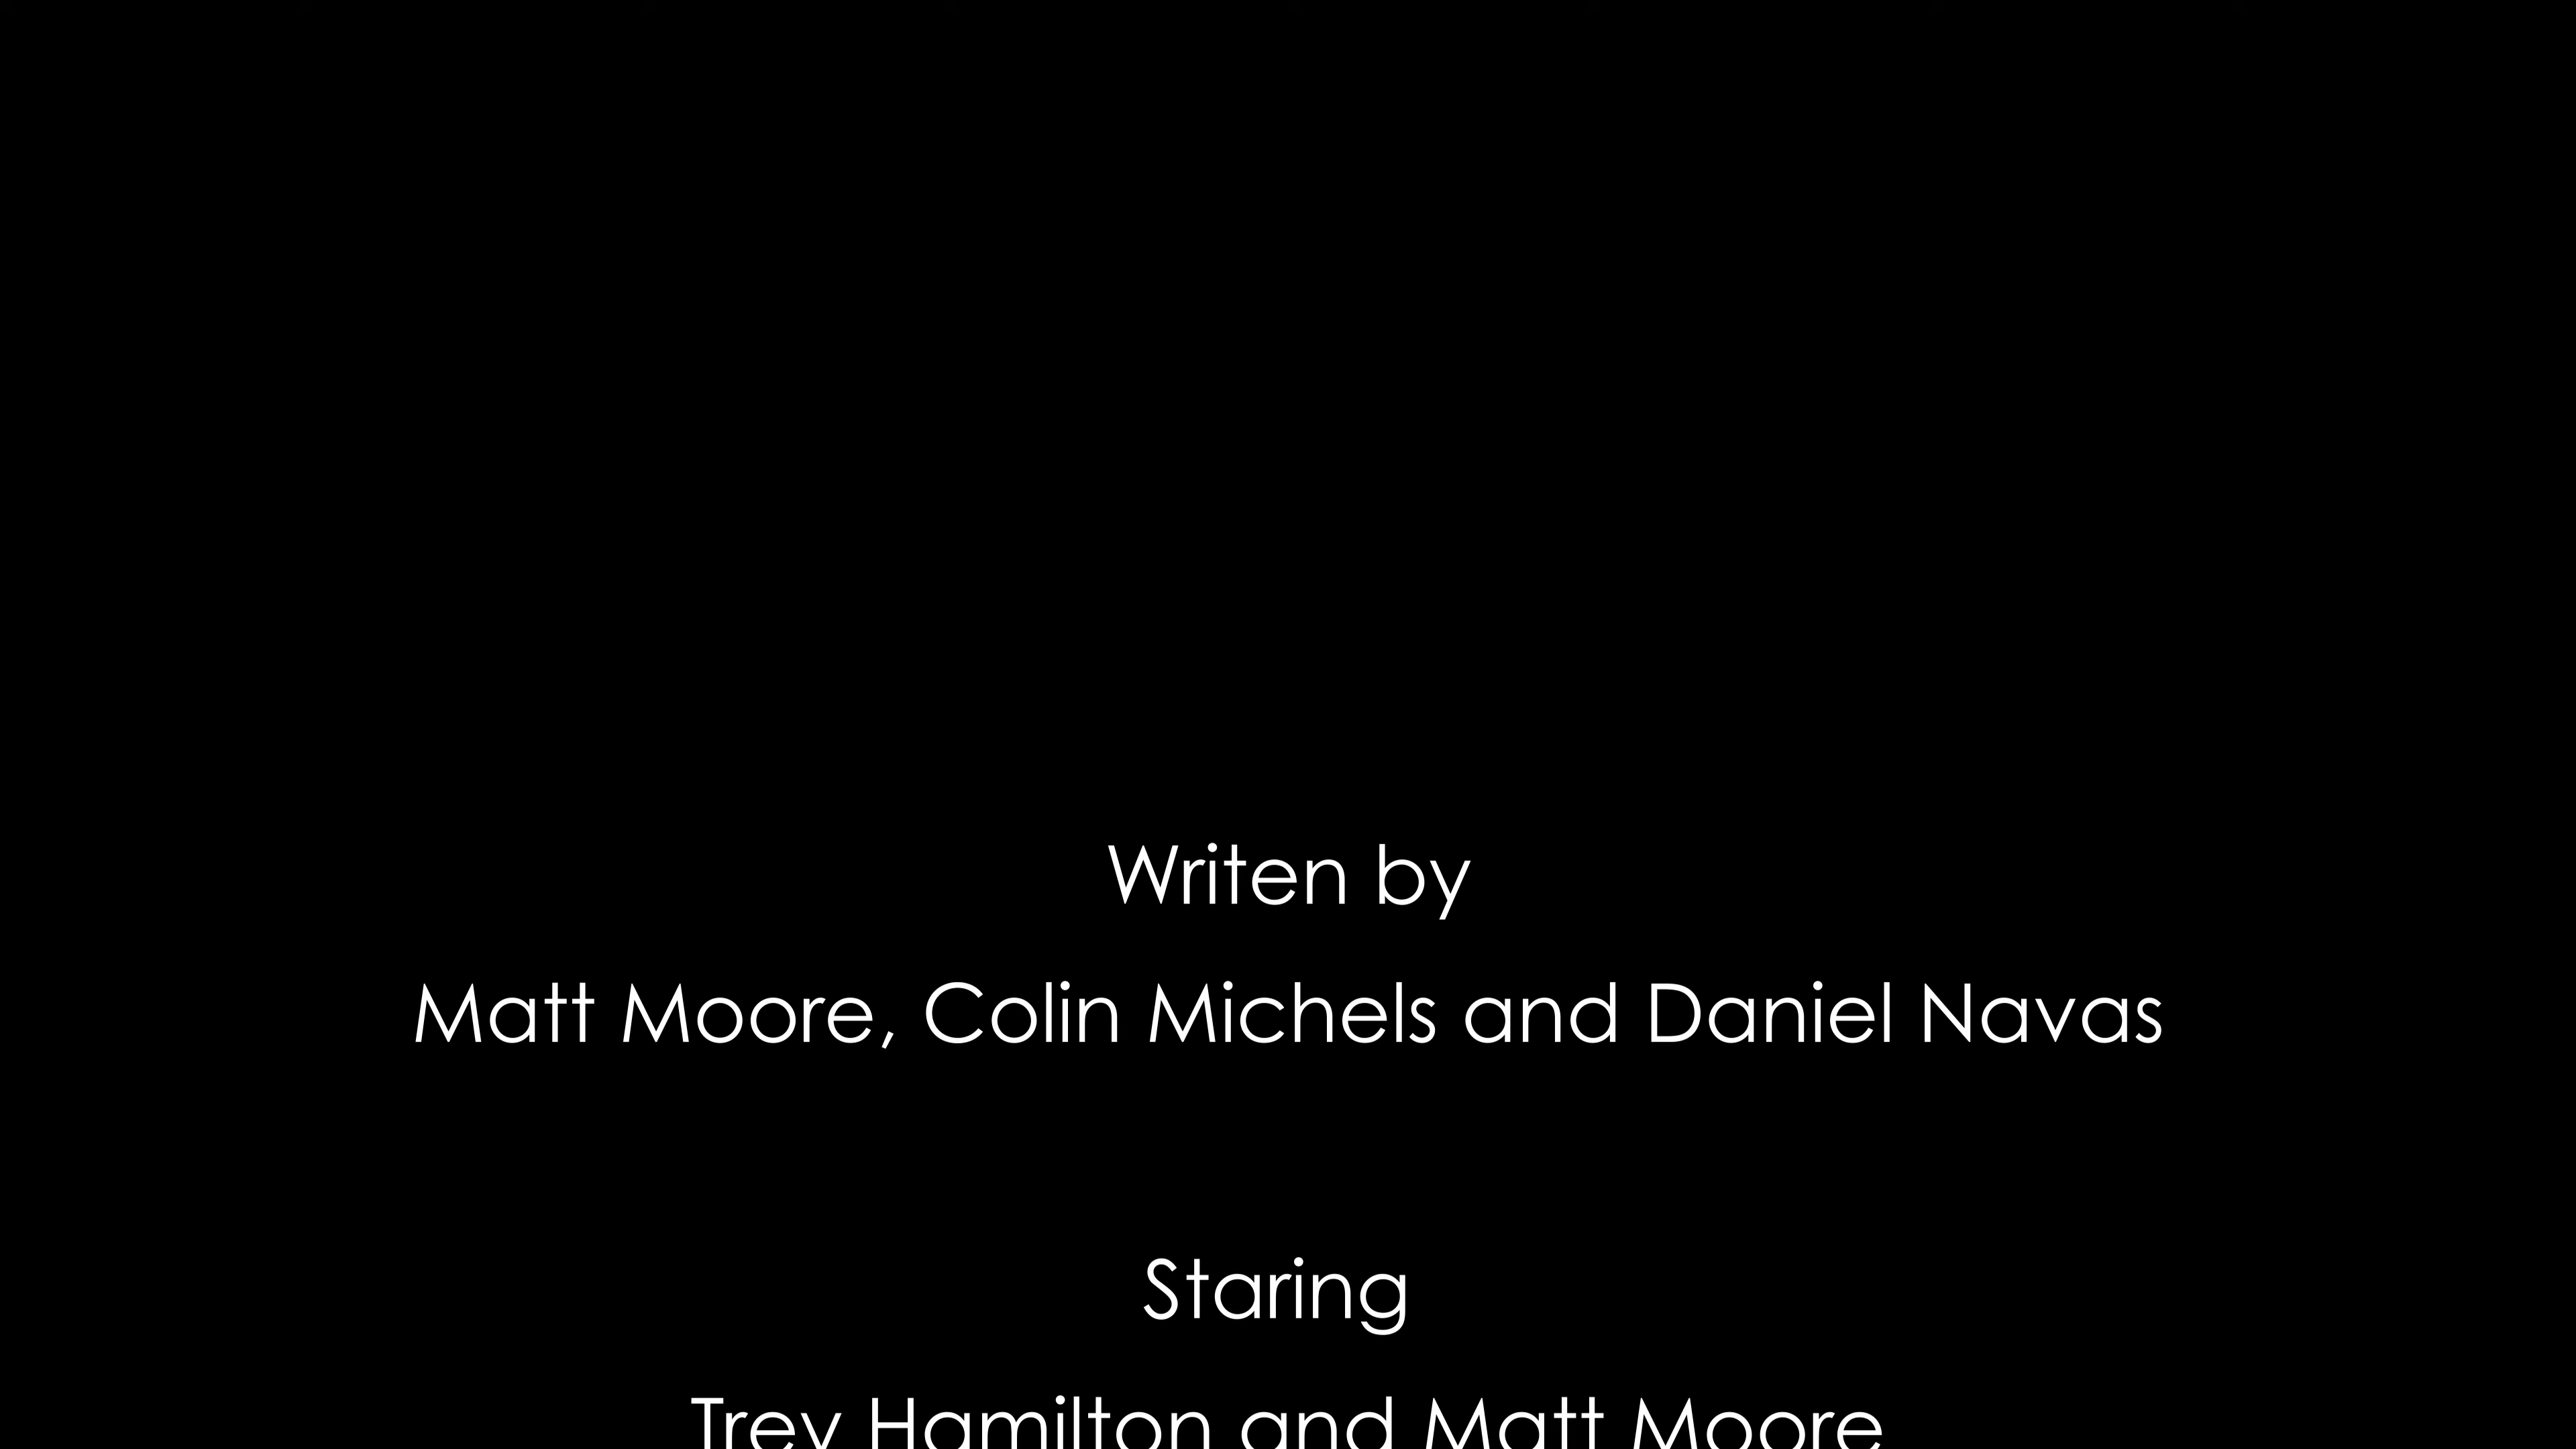 Writen by
Matt Moore, Colin Michels and Daniel Navas
Staring
Trey Hamilton and Matt Moore